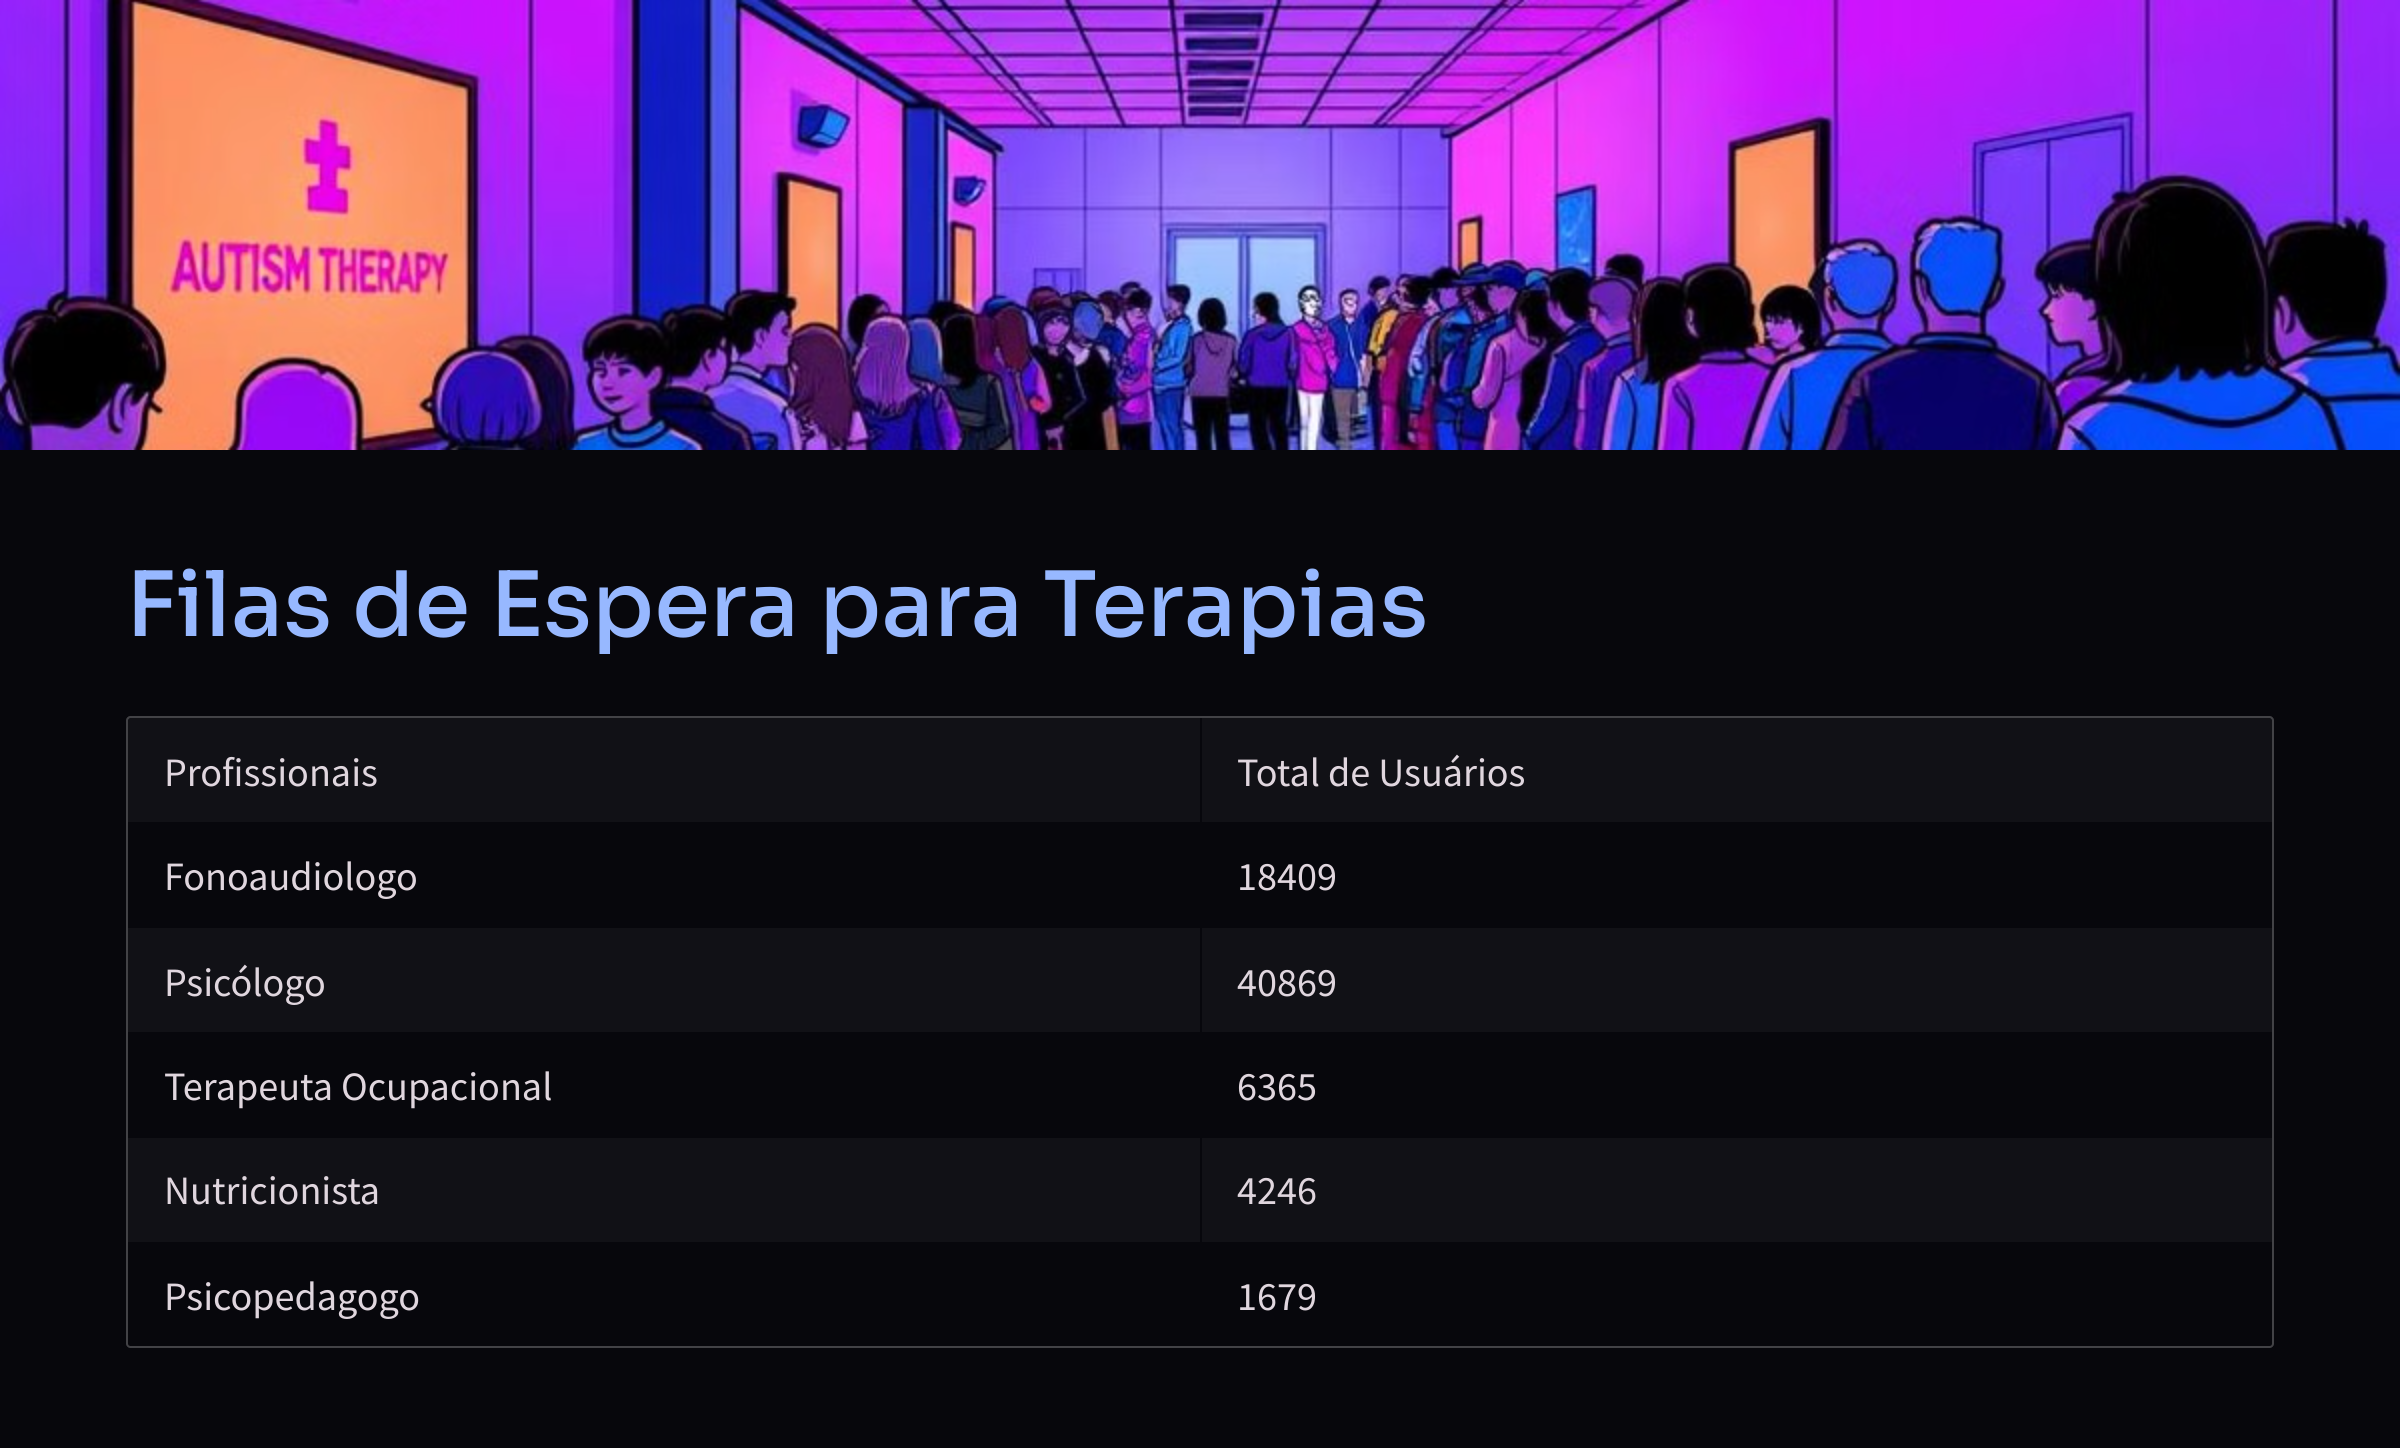 AUTISM THERAPY
Filas de Espera para Terapias
Profissionais Total de Usuários
Fonoaudiologo 18409
Psicólogo 40869
Terapeuta Ocupacional 6365
Nutricionista 4246
Psicopedagogo 1679